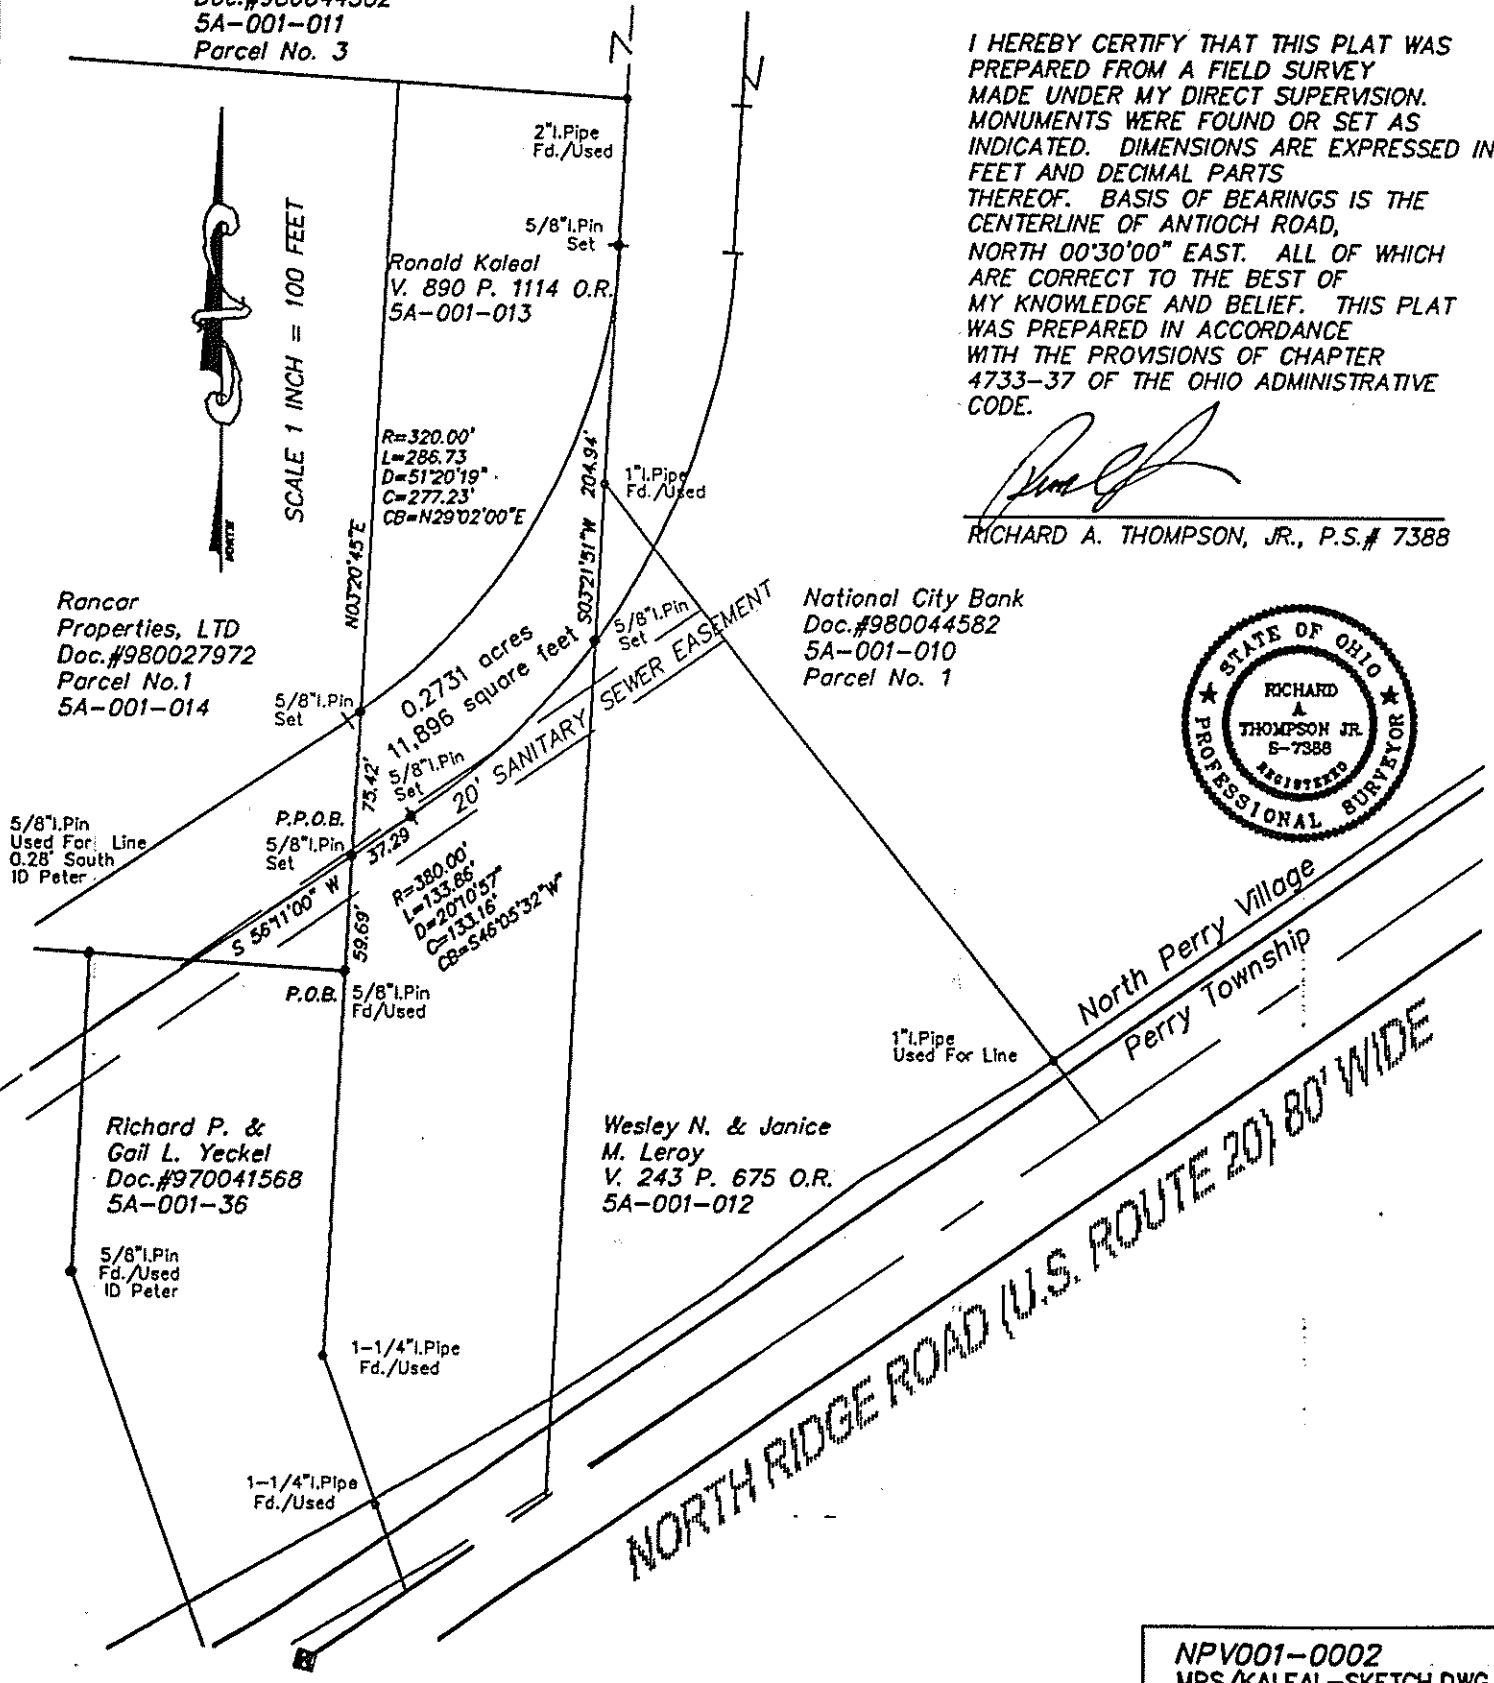 5A-001-011
Parcel No. 3
I HEREBY CERTIFY THAT THIS PLAT WAS
PREPARED FROM A FIELD SURVEY
MADE UNDER MY DIRECT SUPERVISION.
MONUMENTS WERE FOUND OR SET AS
INDICATED.  DIMENSIONS ARE EXPRESSED IN
FEET AND DECIMAL PARTS
THEREOF.  BASIS OF BEARINGS IS THE
CENTERLINE OF ANTIOCH ROAD,
NORTH 00°30'00" EAST.  ALL OF WHICH
ARE CORRECT TO THE BEST OF
MY KNOWLEDGE AND BELIEF.  THIS PLAT
WAS PREPARED IN ACCORDANCE
WITH THE PROVISIONS OF CHAPTER
4733-37 OF THE OHIO ADMINISTRATIVE
CODE.
RICHARD A. THOMPSON, JR., P.S.# 7388
2"I.Pipe
Fd./Used
5/8"I.Pin
Set
SCALE 1 INCH = 100 FEET
NORTH
Ronald Kaleal
V. 890 P. 1114 O.R.
5A-001-013
R=320.00'
L=286.73
D=51°20'19"
C=277.23'
CB=N29°02'00"E
N03°20'45"E
S03°21'51"W 204.94'
1"I.Pipe
Fd./Used
Rancar
Properties, LTD
Doc.#980027972
Parcel No.1
5A-001-014
5/8"I.Pin
Set
0.2731 acres
11,896 square feet
5/8"I.Pin
Set
National City Bank
Doc.#980044582
5A-001-010
Parcel No. 1
STATE OF OHIO
RICHARD
A
THOMPSON JR.
S-7388
REGISTERED
PROFESSIONAL SURVEYOR
20' SANITARY SEWER EASEMENT
5/8"I.Pin
Set
75.42'
P.P.O.B.
5/8"I.Pin
Set
37.29
5/8"I.Pin
Used For Line
0.28' South
ID Peter
R=380.00'
L=133.86'
D=20°10'57"
C=133.16'
CB=S46°05'32"W
S 56°11'00" W
59.69'
P.O.B.
5/8"I.Pin
Fd/Used
North Perry Village
Perry Township
1"I.Pipe
Used For Line
NORTH RIDGE ROAD (U.S. ROUTE 20) 80' WIDE
Richard P. &
Gail L. Yeckel
Doc.#970041568
5A-001-36
Wesley N. & Janice
M. Leroy
V. 243 P. 675 O.R.
5A-001-012
5/8"I.Pin
Fd./Used
ID Peter
1-1/4"I.Pipe
Fd./Used
1-1/4"I.Pipe
Fd./Used
NPV001-0002